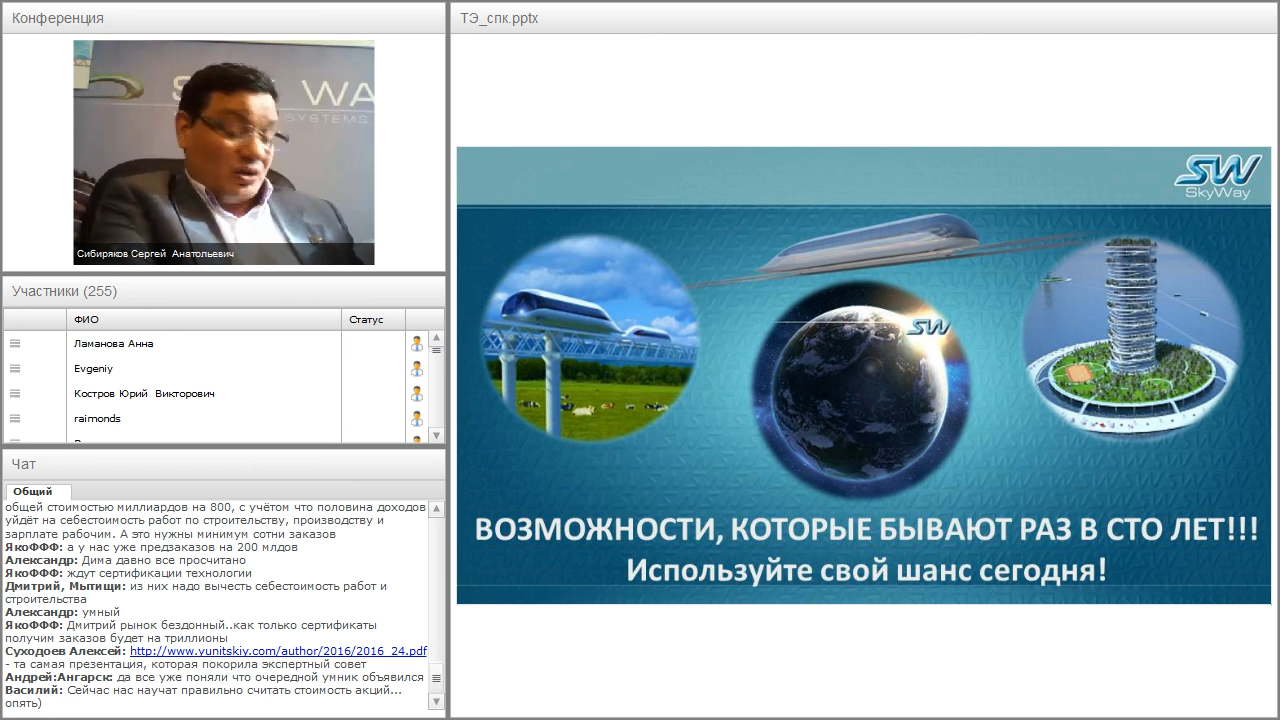 Конференция
S WA
SYSTEMS
Сибиряков Сергей Анатольевич
Участники (255)
ФИО Статус
Ламанова Анна
Evgeniy
Костров Юрий Викторович
raimonds
Чат
Общий
общей стоимостью миллиардов на 800, с учётом что половина доходов
уйдёт на себестоимость работ по строительству, производству и
зарплате рабочим. А это нужны минимум сотни заказов
ЯкоФФФ: а у нас уже предзаказов на 200 млдов
Александр: Дима давно все просчитано
ЯкоФФФ: ждут сертификации технологии
Дмитрий, Мытищи: из них надо вычесть себестоимость работ и
строительства
Александр: умный
ЯкоФФФ: Дмитрий рынок бездонный..как только сертификаты
получим заказов будет на триллионы
Суходоев Алексей: http://www.yunitskiy.com/author/2016/2016_24.pdf
- та самая презентация, которая покорила экспертный совет
Андрей:Ангарск: да все уже поняли что очередной умник объявился
Василий: Сейчас нас научат правильно считать стоимость акций...
опять)
ТЭ_спк.pptx
SW
SkyWay
SW
ВОЗМОЖНОСТИ, КОТОРЫЕ БЫВАЮТ РАЗ В СТО ЛЕТ!!!
Используйте свой шанс сегодня!